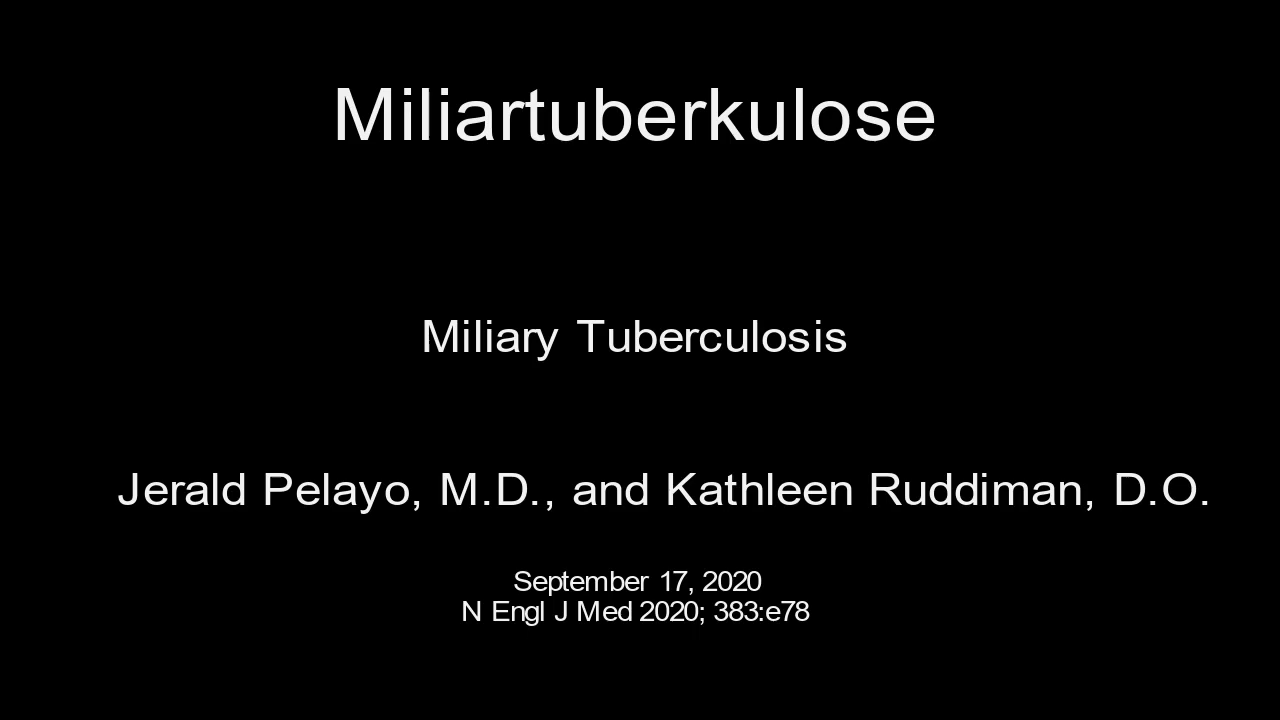 Miliartuberkulose
Miliary Tuberculosis
Jerald Pelayo, M.D., and Kathleen Ruddiman, D.O.
September 17, 2020
N Engl J Med 2020; 383:e78